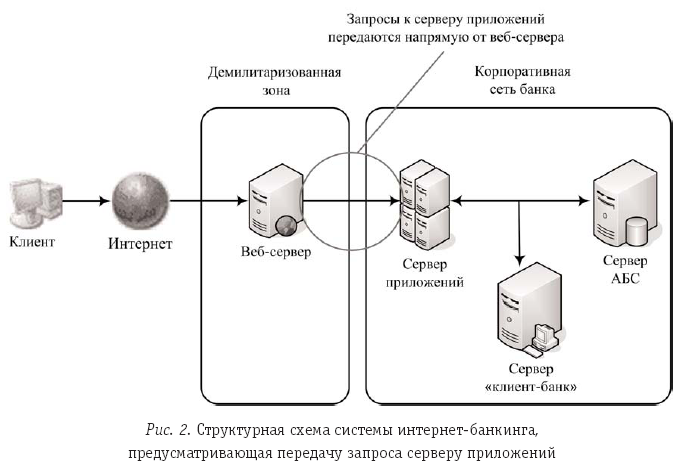 Запросы к серверу приложений
передаются напрямую от веб-сервера
Демилитаризованная
зона
Корпоративная
сеть банка
Клиент
Интернет
Веб-сервер
Сервер
приложений
Сервер
АБС
Сервер
«клиент-банк»
Рис. 2. Структурная схема системы интернет-банкинга,
предусматривающая передачу запроса серверу приложений